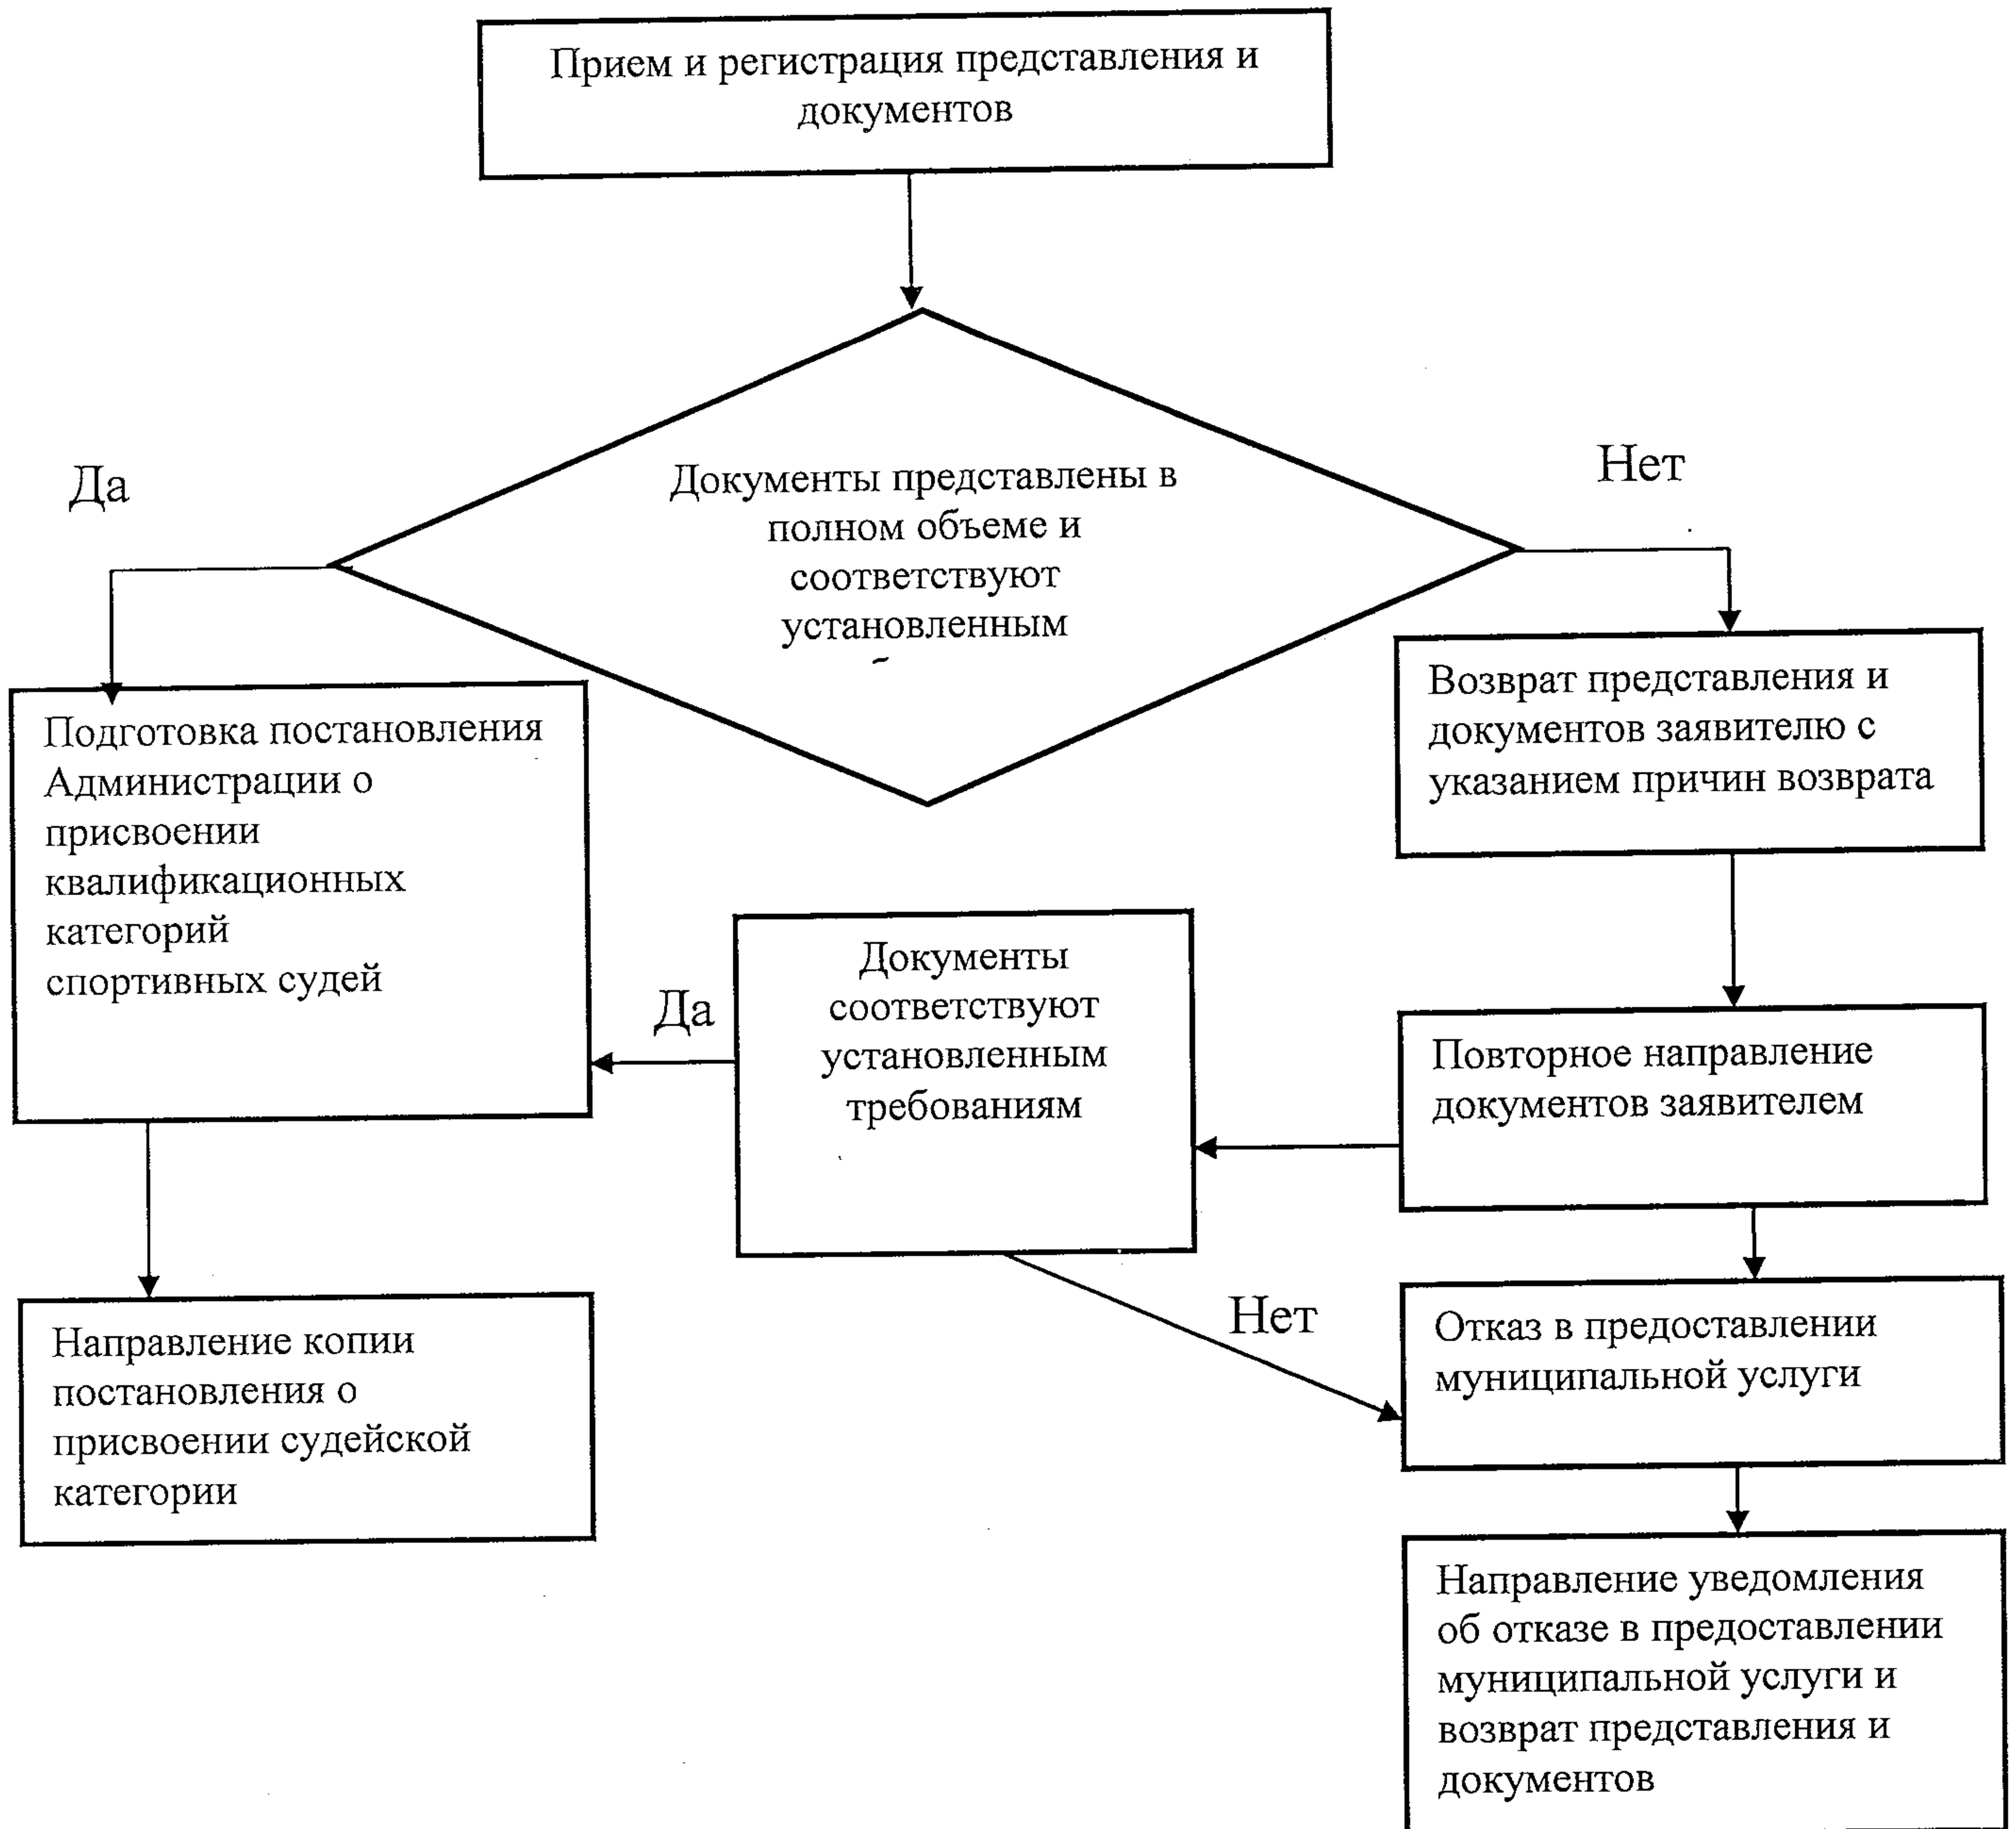 Прием и регистрация представления и
документов
Да
Нет
Документы представлены в
полном объеме и
соответствуют
установленным
Возврат представления и
документов заявителю с
указанием причин возврата
Подготовка постановления
Администрации о
присвоении
квалификационных
категорий
спортивных судей
Да
Документы
соответствуют
установленным
требованиям
Повторное направление
документов заявителем
Нет
Отказ в предоставлении
муниципальной услуги
Направление копии
постановления о
присвоении судейской
категории
Направление уведомления
об отказе в предоставлении
муниципальной услуги и
возврат представления и
документов